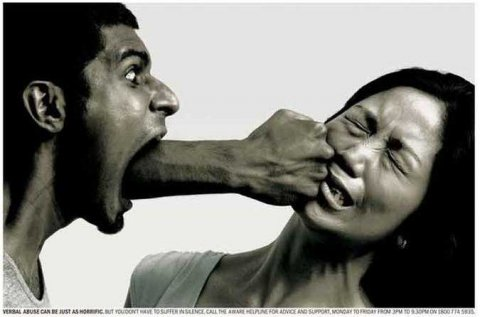 VERBAL ABUSE CAN BE JUST AS HORRIFIC. BUT YOU DON'T HAVE TO SUFFER IN SILENCE. CALL THE AWARE HELPLINE FOR ADVICE AND SUPPORT, MONDAY TO FRIDAY FROM 3PM TO 9:30PM ON 1800 774 5935.